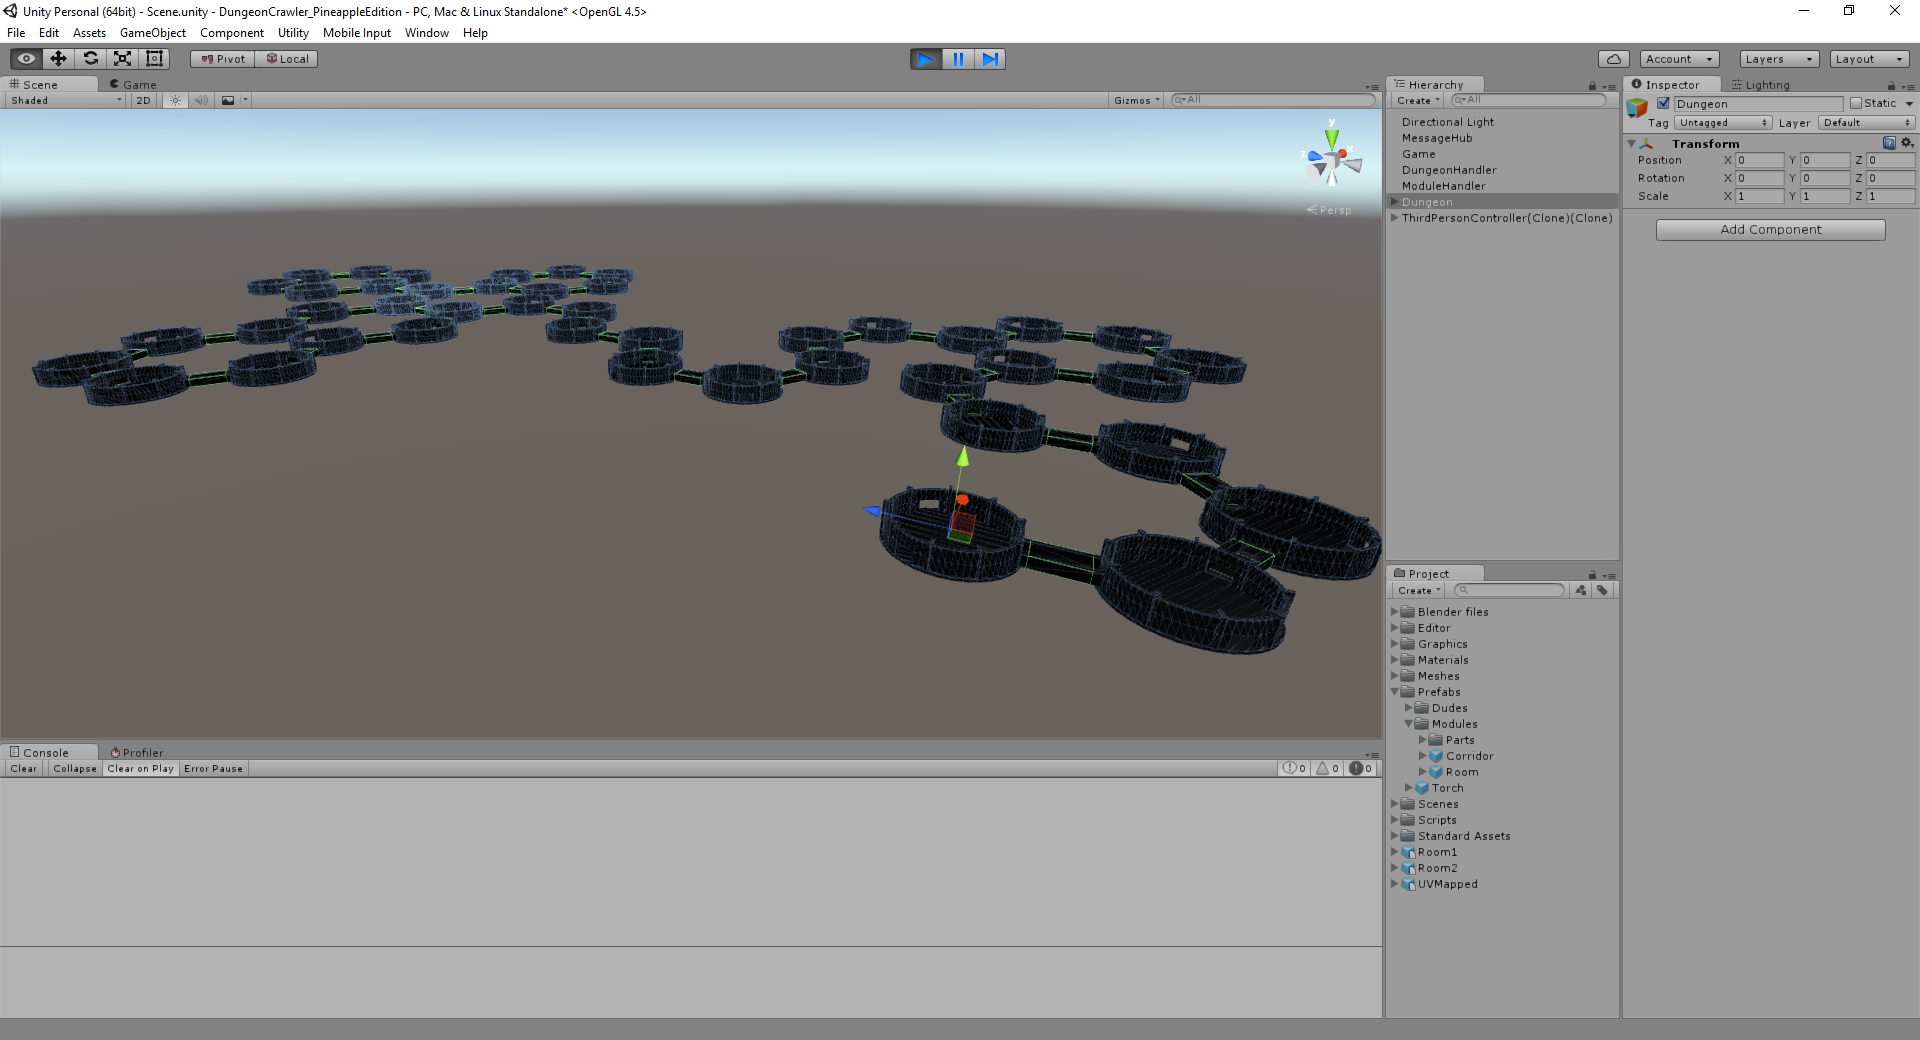 Unity Personal (64bit) - Scene.unity - DungeonCrawler_PineappleEdition - PC, Mac & Linux Standalone* <OpenGL 4.5>
File Edit Assets GameObject Component Utility Mobile Input Window Help
Pivot Local Account Layers Layout
Scene Game
Shaded 2D Gizmos All
y
x
z
Persp
Hierarchy
Create All
Directional Light
MessageHub
Game
DungeonHandler
ModuleHandler
Dungeon
ThirdPersonController(Clone)(Clone)
Inspector Lighting
Dungeon Static
Tag Untagged Layer Default
Transform
Position X 0 Y 0 Z 0
Rotation X 0 Y 0 Z 0
Scale X 1 Y 1 Z 1
Add Component
Project
Create
Blender files
Editor
Graphics
Materials
Meshes
Prefabs
Dudes
Modules
Parts
Corridor
Room
Torch
Scenes
Scripts
Standard Assets
Room1
Room2
UVMapped
Console Profiler
Clear Collapse Clear on Play Error Pause 0 0 0